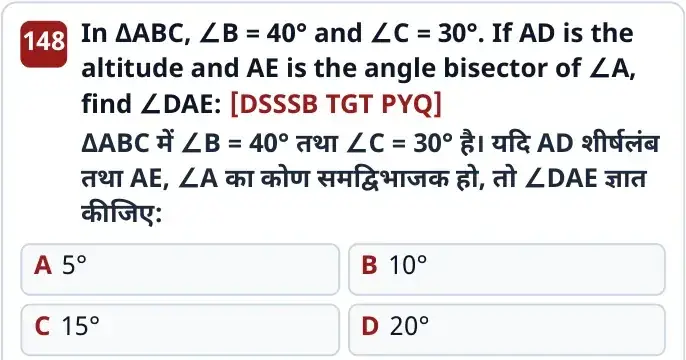 148 In ΔABC, ∠B = 40° and ∠C = 30°. If AD is the
altitude and AE is the angle bisector of ∠A,
find ∠DAE: [DSSSB TGT PYQ]
ΔABC में ∠B = 40° तथा ∠C = 30° है। यदि AD शीर्षलंब
तथा AE, ∠A का कोण समद्विभाजक हो, तो ∠DAE ज्ञात
कीजिए:
A 5° B 10°
C 15° D 20°